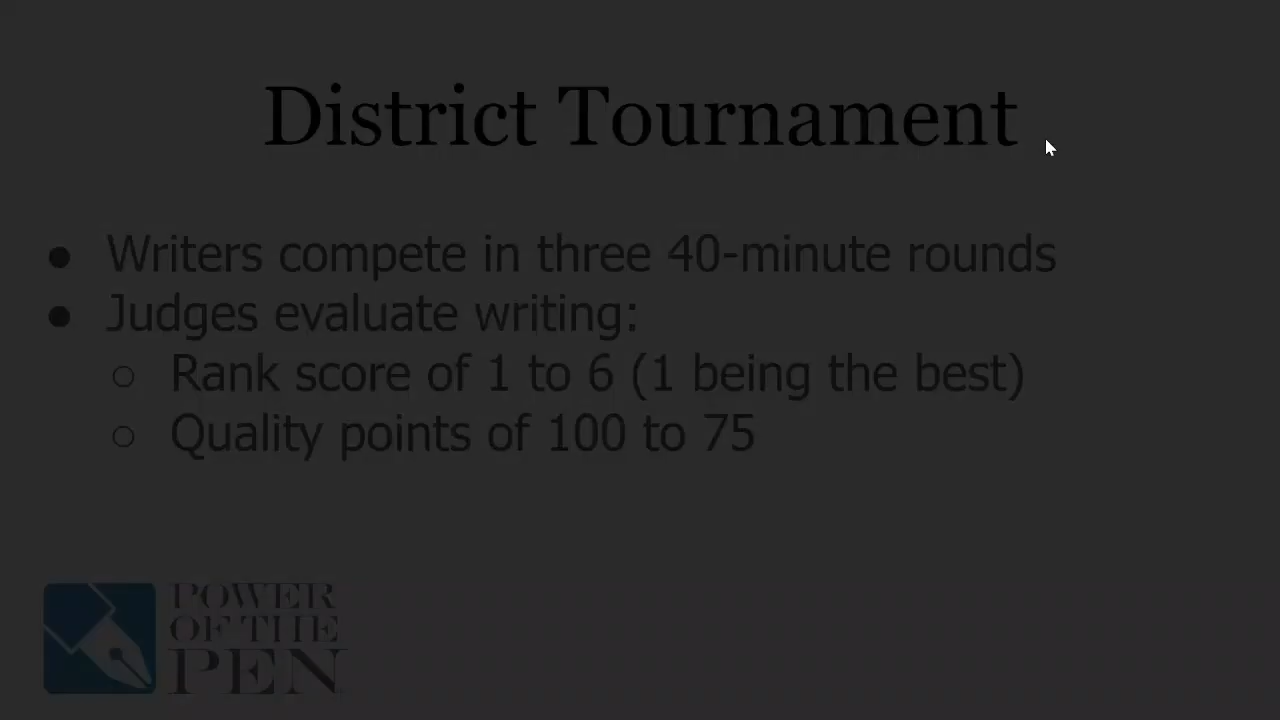 District Tournament
● Writers compete in three 40-minute rounds
● Judges evaluate writing:
○ Rank score of 1 to 6 (1 being the best)
○ Quality points of 100 to 75
POWER
OF THE
PEN